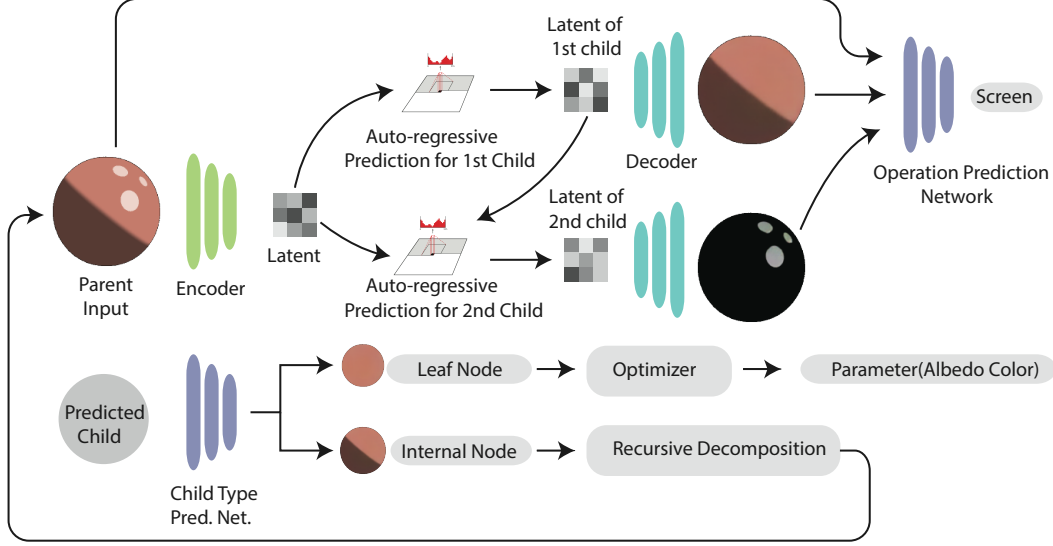 Latent of
1st child
Auto-regressive
Prediction for 1st Child
Decoder
Screen
Operation Prediction
Network
Parent
Input
Encoder
Latent
Latent of
2nd child
Auto-regressive
Prediction for 2nd Child
Predicted
Child
Child Type
Pred. Net.
Leaf Node
Optimizer
Parameter(Albedo Color)
Internal Node
Recursive Decomposition